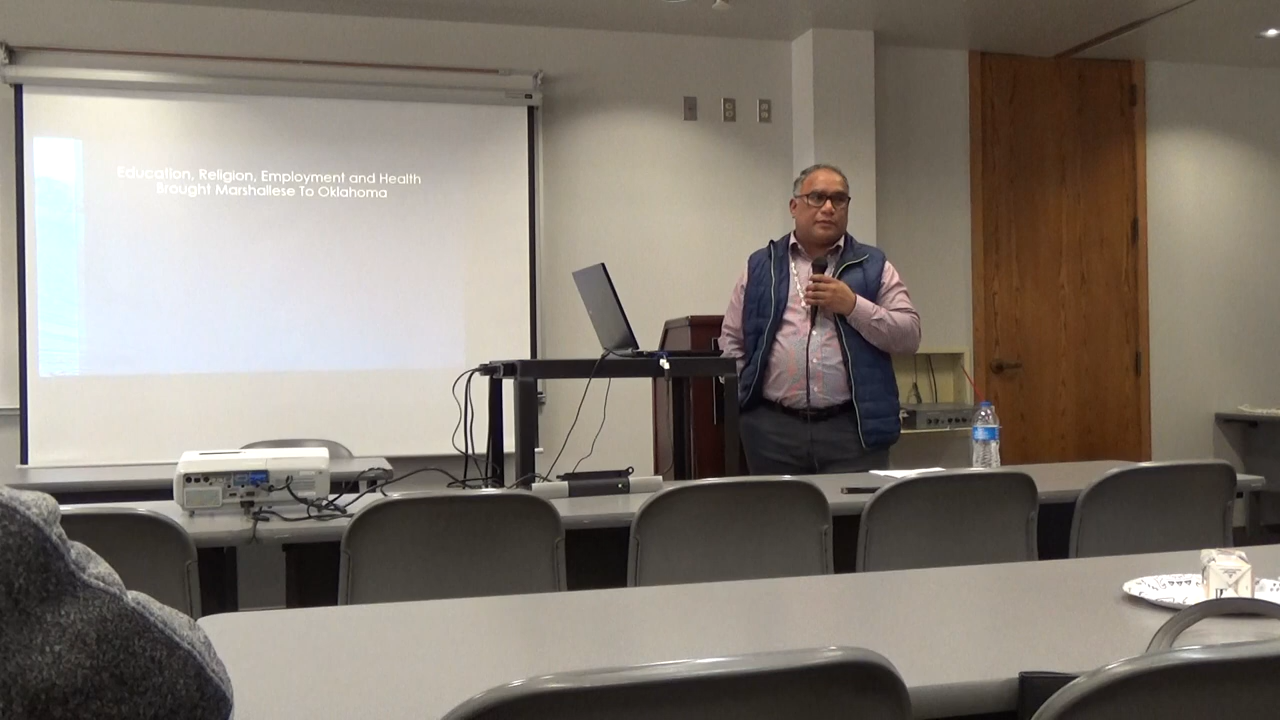 Education, Religion, Employment and Health
Brought Marshallese To Oklahoma